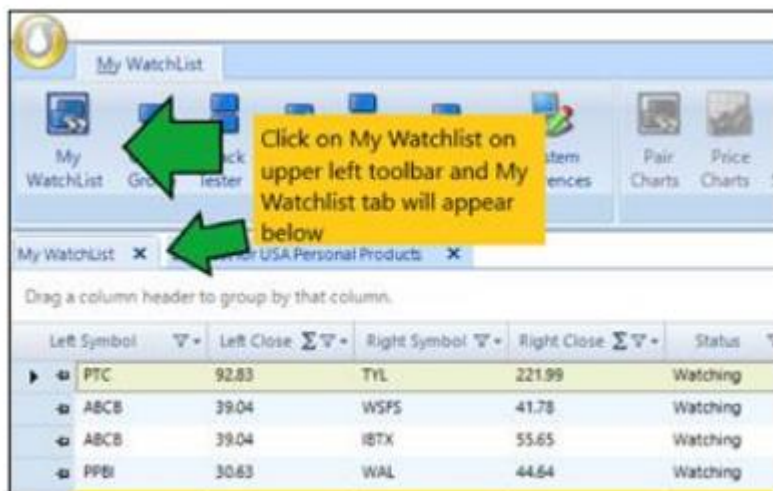 My WatchList
My
WatchList
Click on My Watchlist on
upper left toolbar and My
Watchlist tab will appear
below
Pair
Charts
Price
Charts
My WatchList × for USA Personal Products ×
Drag a column header to group by that column.
Left Symbol Left Close Σ Right Symbol Right Close Σ Status
PTC 92.83 TYL 221.99 Watching
ABCB 39.04 WSFS 41.78 Watching
ABCB 39.04 IBTX 55.65 Watching
PPBI 30.63 WAL 44.64 Watching